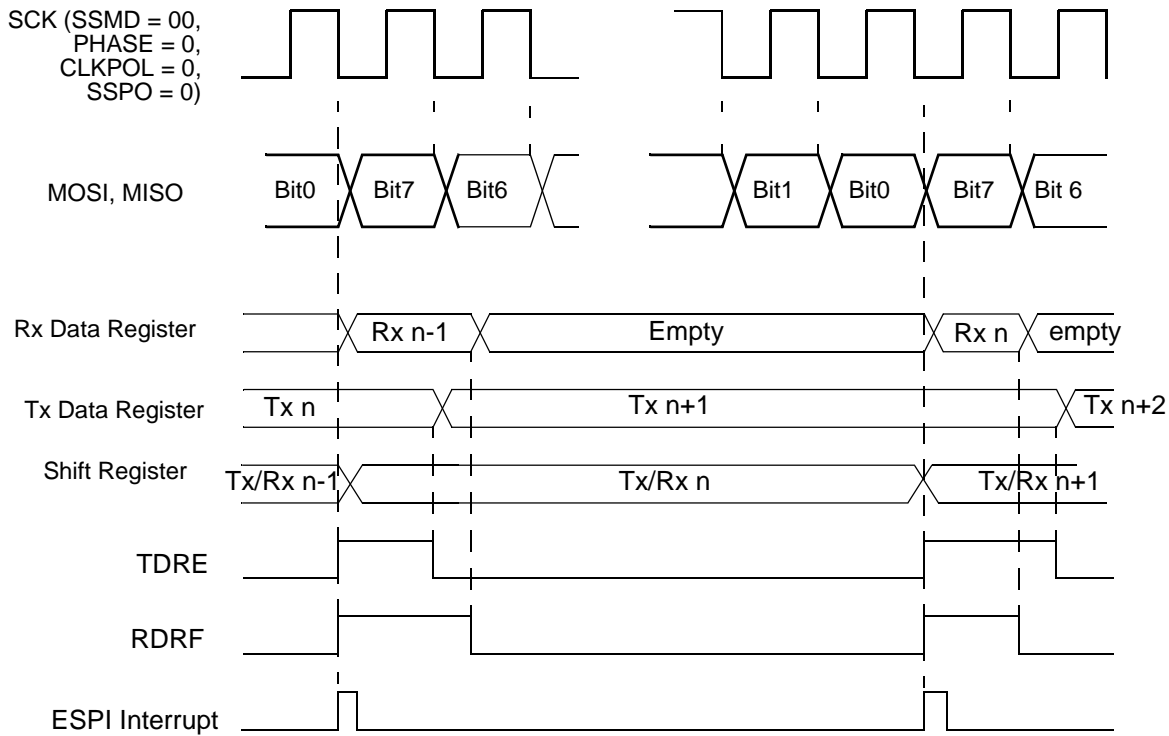 SCK (SSMD = 00,
PHASE = 0,
CLKPOL = 0,
SSPO = 0)
MOSI, MISO
Bit0
Bit7
Bit6
Bit1
Bit0
Bit7
Bit 6
Rx Data Register
Rx n-1
Empty
Rx n
empty
Tx Data Register
Tx n
Tx n+1
Tx n+2
Shift Register
Tx/Rx n-1
Tx/Rx n
Tx/Rx n+1
TDRE
RDRF
ESPI Interrupt